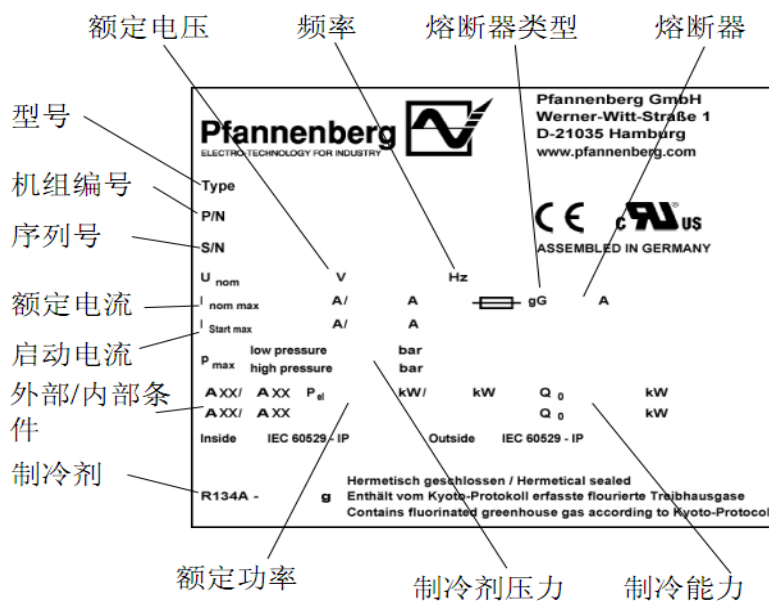 额定电压 频率 熔断器类型 熔断器
型号
机组编号
序列号
额定电流
启动电流
外部/内部条
件
制冷剂
Pfannenberg
ELECTRO-TECHNOLOGY FOR INDUSTRY
Pfannenberg GmbH
Werner-Witt-Straße 1
D-21035 Hamburg
www.pfannenberg.com
Type
P/N
S/N
CE c RU US
ASSEMBLED IN GERMANY
U nom V Hz
I nom max A/ A gG A
I Start max A/ A
p max low pressure bar
high pressure bar
A XX/ A XX P el kW/ kW Q 0 kW
A XX/ A XX Q 0 kW
Inside IEC 60529 - IP Outside IEC 60529 - IP
Hermetisch geschlossen / Hermetical sealed
R134A - g Enthält vom Kyoto-Protokoll erfasste flourierte Treibhausgase
Contains fluorinated greenhouse gas according to Kyoto-Protocol
额定功率 制冷剂压力 制冷能力